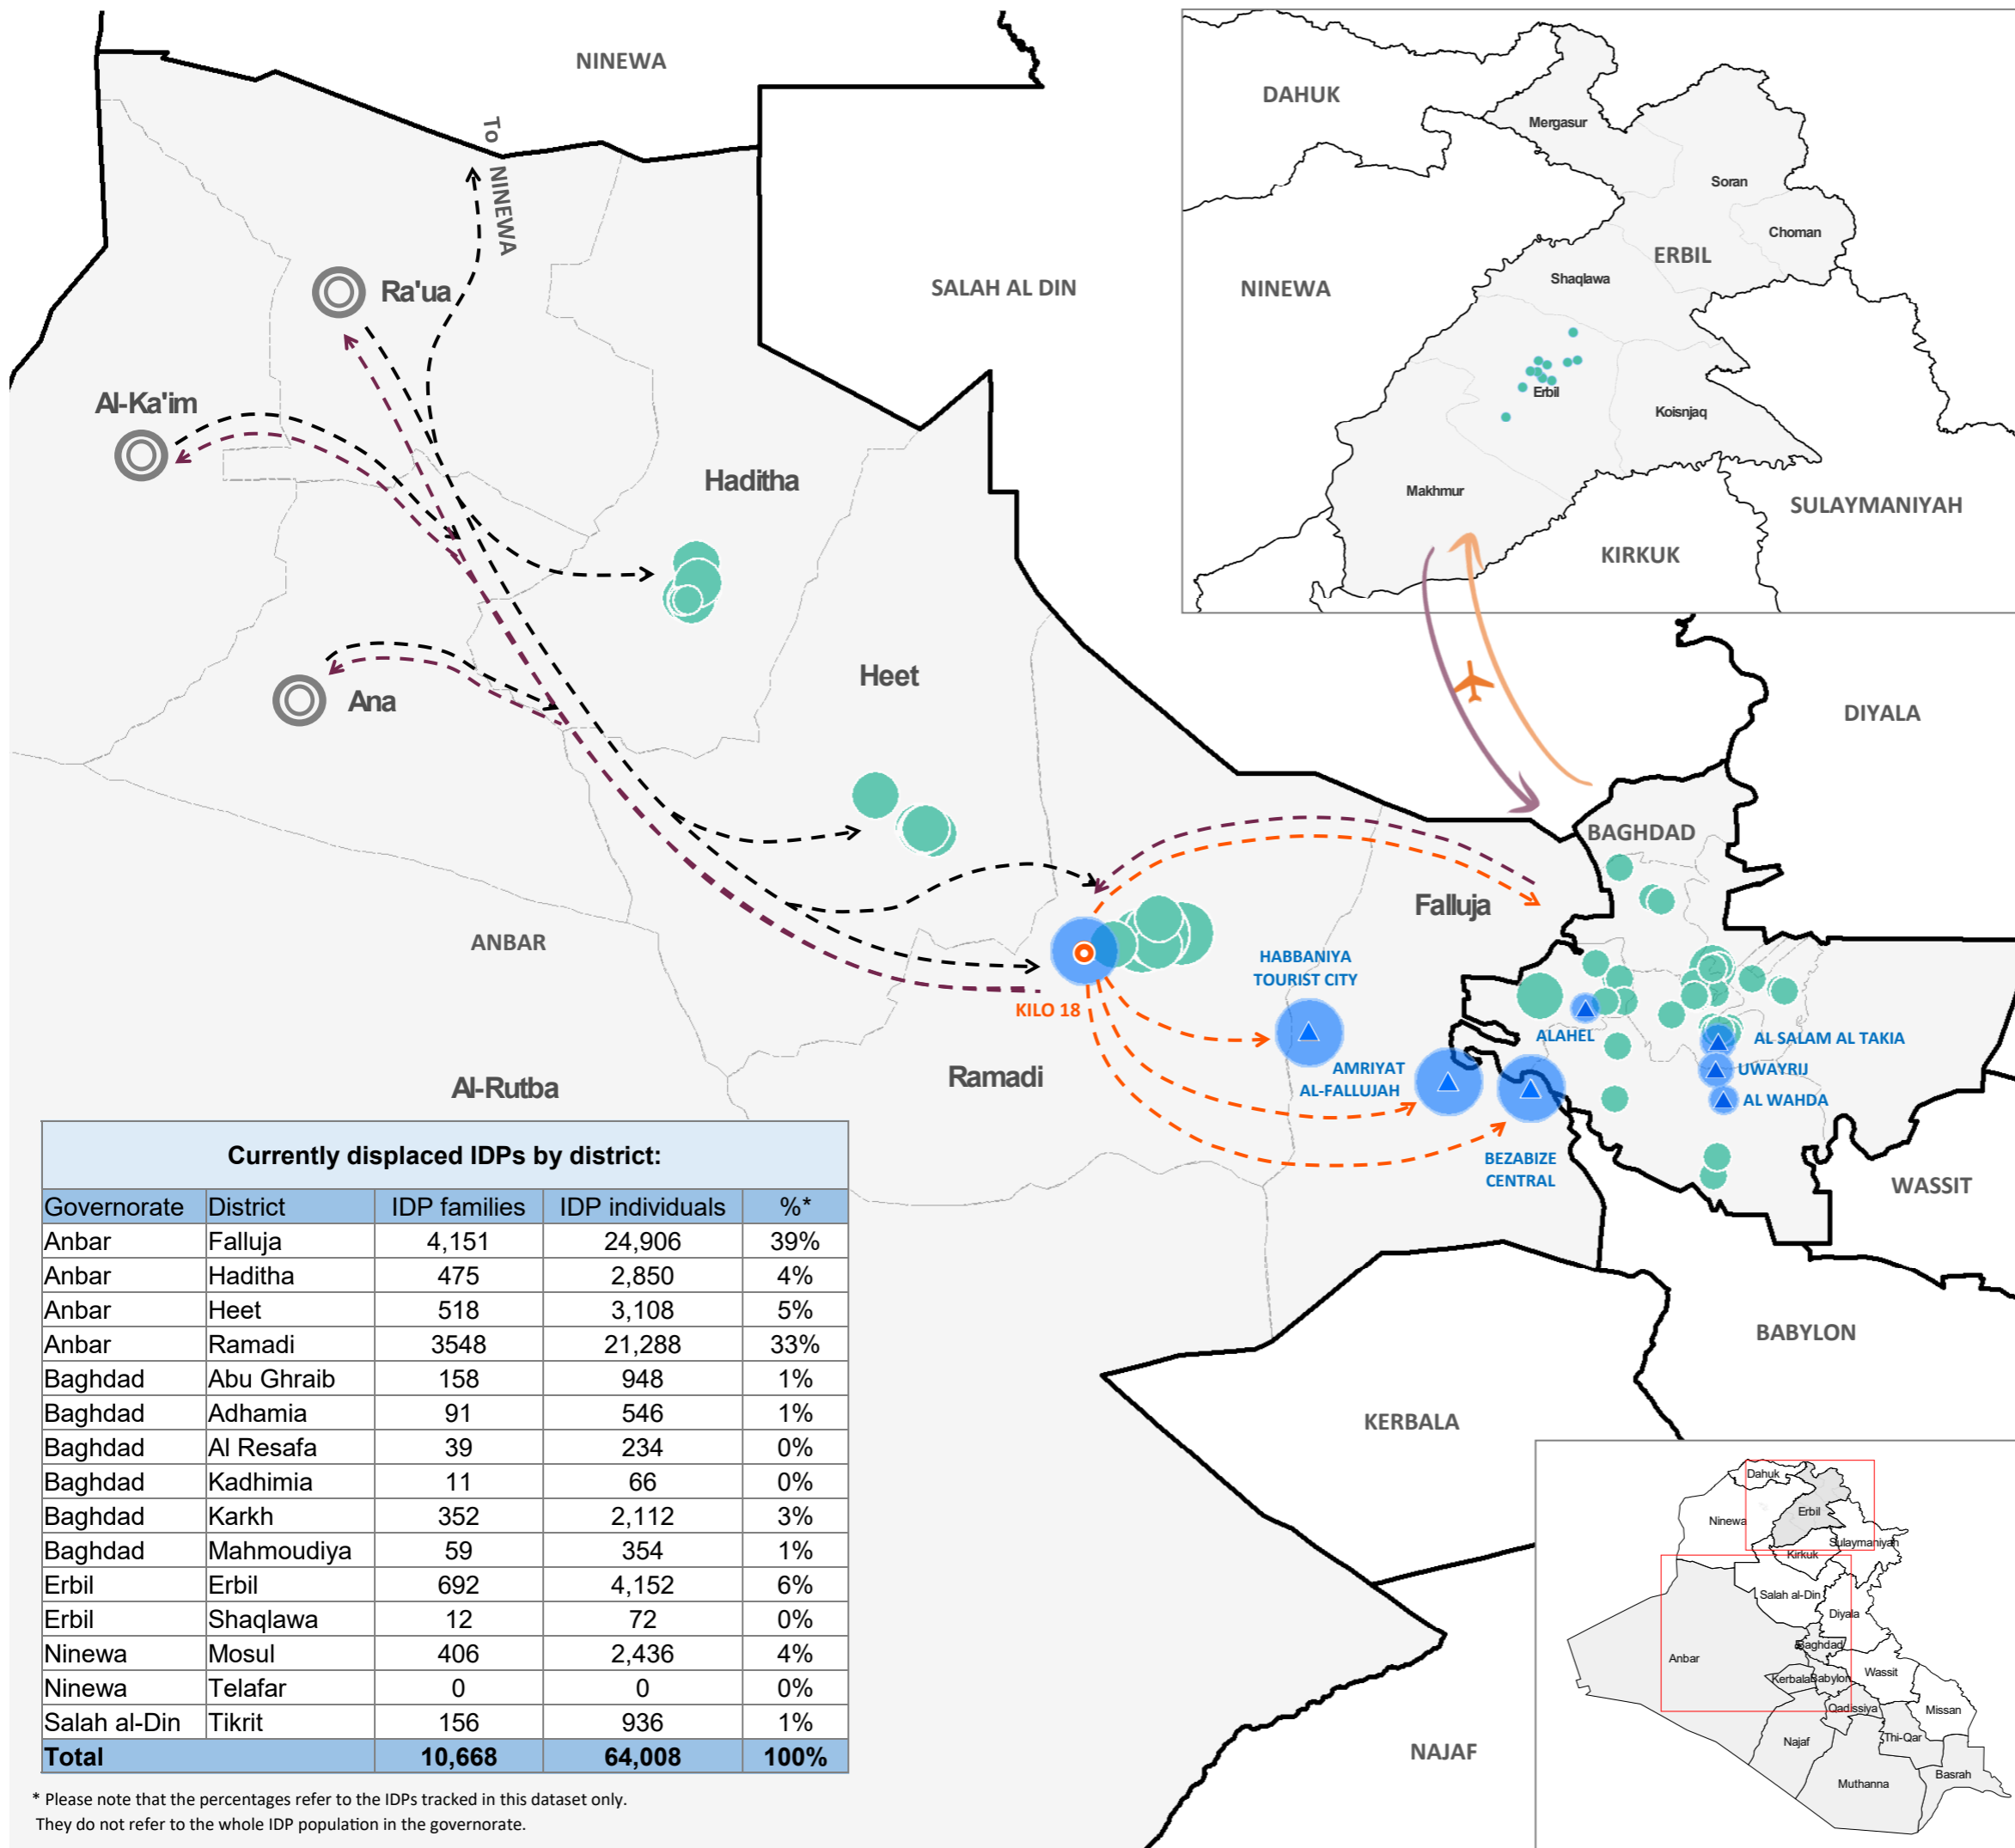 NINEWA
To NINEWA
Ra'ua
Al-Ka'im
Haditha
Ana
Heet
SALAH AL DIN
ANBAR
Al-Rutba
Ramadi
Falluja
KILO 18
HABBANIYA
TOURIST CITY
AMRIYAT
AL-FALLUJAH
BEZABIZE
CENTRAL
BAGHDAD
ALAHEL
AL SALAM AL TAKIA
UWAYRIJ
AL WAHDA
DIYALA
WASSIT
BABYLON
KERBALA
NAJAF
DAHUK
Mergasur
Soran
Choman
ERBIL
Shaqlawa
NINEWA
Erbil
Koisnjaq
Makhmur
SULAYMANIYAH
KIRKUK
Currently displaced IDPs by district:
Governorate District IDP families IDP individuals %*
Anbar Falluja 4,151 24,906 39%
Anbar Haditha 475 2,850 4%
Anbar Heet 518 3,108 5%
Anbar Ramadi 3548 21,288 33%
Baghdad Abu Ghraib 158 948 1%
Baghdad Adhamia 91 546 1%
Baghdad Al Resafa 39 234 0%
Baghdad Kadhimia 11 66 0%
Baghdad Karkh 352 2,112 3%
Baghdad Mahmoudiya 59 354 1%
Erbil Erbil 692 4,152 6%
Erbil Shaqlawa 12 72 0%
Ninewa Mosul 406 2,436 4%
Ninewa Telafar 0 0 0%
Salah al-Din Tikrit 156 936 1%
Total 10,668 64,008 100%
* Please note that the percentages refer to the IDPs tracked in this dataset only.
They do not refer to the whole IDP population in the governorate.
Dahuk
Erbil
Ninewa
Sulaymaniyah
Kirkuk
Salah al-Din
Diyala
Baghdad
Anbar
Wassit
Kerbala
Babylon
Qadissiya
Missan
Najaf
Thi-Qar
Basrah
Muthanna